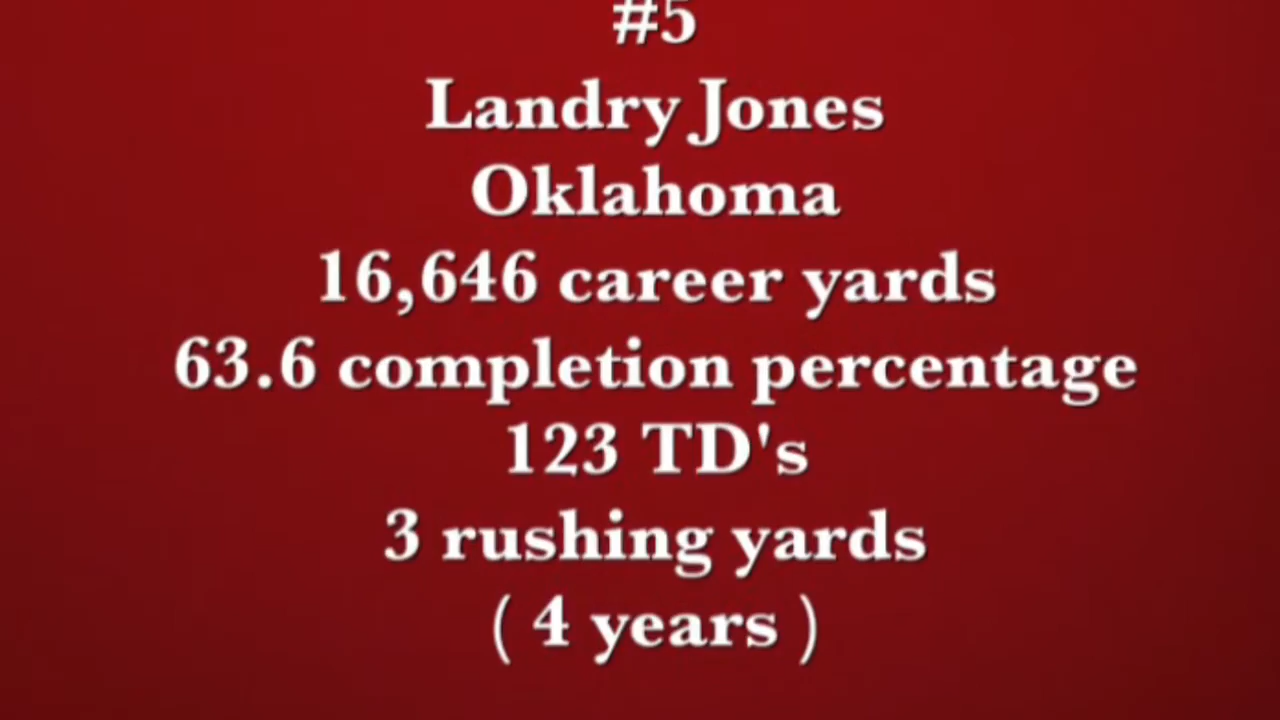 #5
Landry Jones
Oklahoma
16,646 career yards
63.6 completion percentage
123 TD's
3 rushing yards
( 4 years )